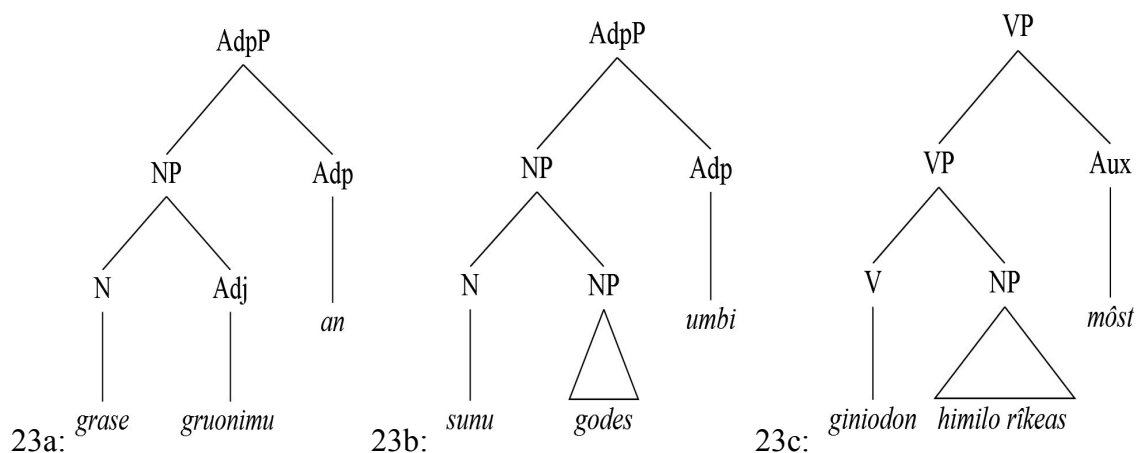 AdpP AdpP VP
NP Adp NP Adp VP Aux
N Adj an N NP umbi V NP môst
23a: grase gruonimu 23b: sunu godes 23c: giniodon himilo rîkeas